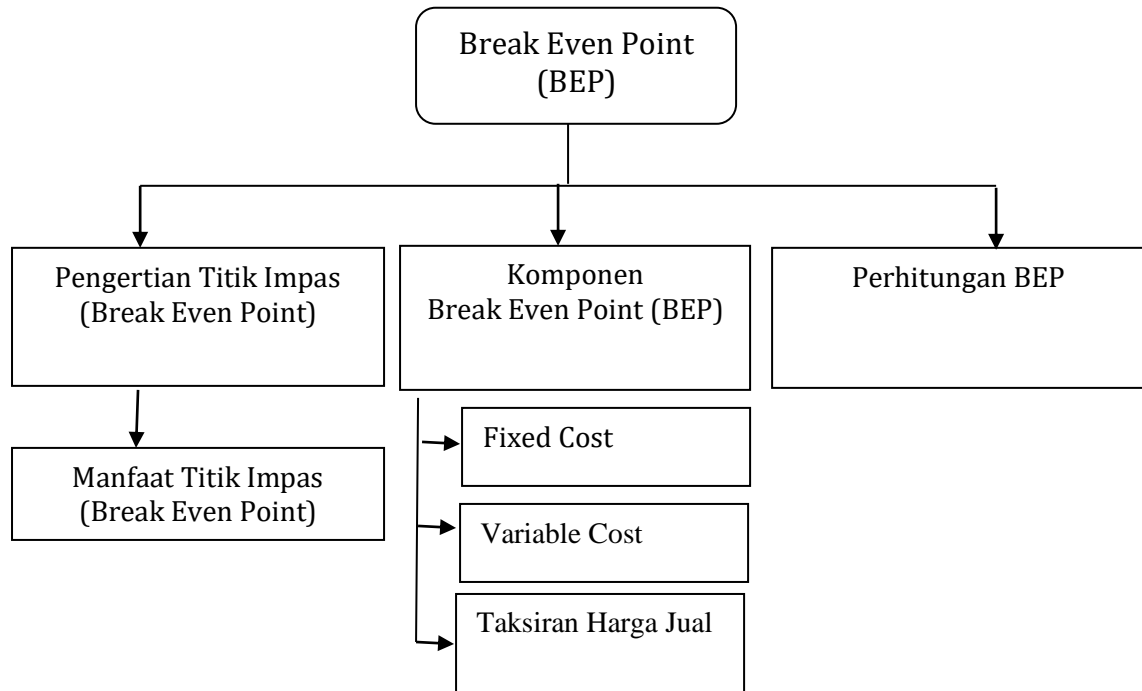 Break Even Point
(BEP)
Pengertian Titik Impas
(Break Even Point)
Komponen
Break Even Point (BEP)
Perhitungan BEP
Manfaat Titik Impas
(Break Even Point)
Fixed Cost
Variable Cost
Taksiran Harga Jual